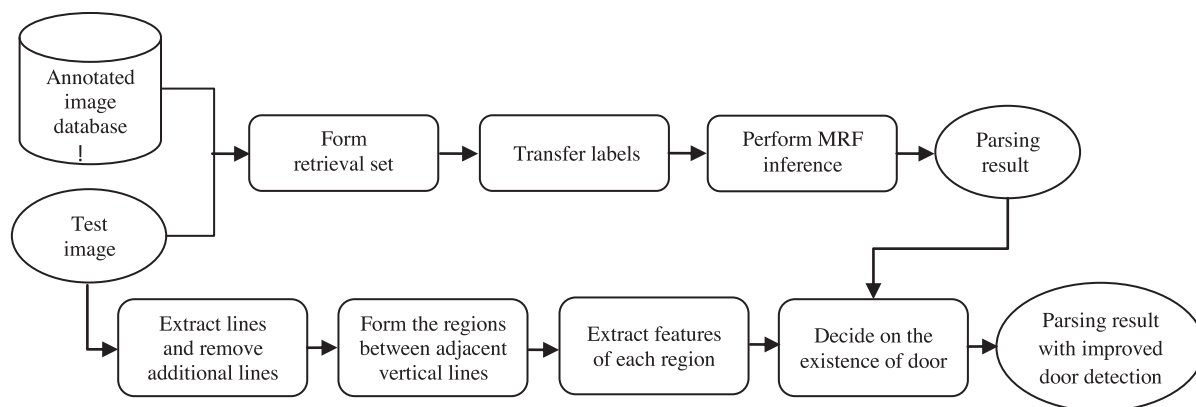 Annotated
image
database
!
Form
retrieval set
Transfer labels
Perform MRF
inference
Parsing
result
Test
image
Extract lines
and remove
additional lines
Form the regions
between adjacent
vertical lines
Extract features
of each region
Decide on the
existence of door
Parsing result
with improved
door detection